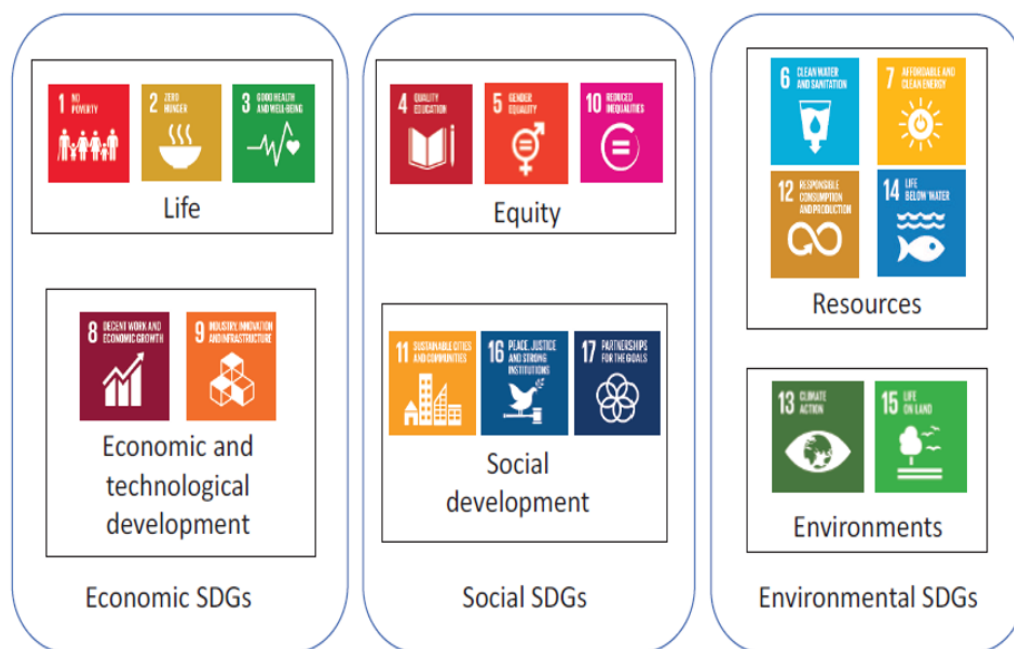 1 NO
POVERTY
2 ZERO
HUNGER
3 GOOD HEALTH
AND WELL-BEING
Life
8 DECENT WORK AND
ECONOMIC GROWTH
9 INDUSTRY, INNOVATION
AND INFRASTRUCTURE
Economic and
technological
development
Economic SDGs
4 QUALITY
EDUCATION
5 GENDER
EQUALITY
10 REDUCED
INEQUALITIES
Equity
11 SUSTAINABLE CITIES
AND COMMUNITIES
16 PEACE, JUSTICE
AND STRONG
INSTITUTIONS
17 PARTNERSHIPS
FOR THE GOALS
Social
development
Social SDGs
6 CLEAN WATER
AND SANITATION
7 AFFORDABLE AND
CLEAN ENERGY
12 RESPONSIBLE
CONSUMPTION
AND PRODUCTION
14 LIFE
BELOW WATER
Resources
13 CLIMATE
ACTION
15 LIFE
ON LAND
Environments
Environmental SDGs